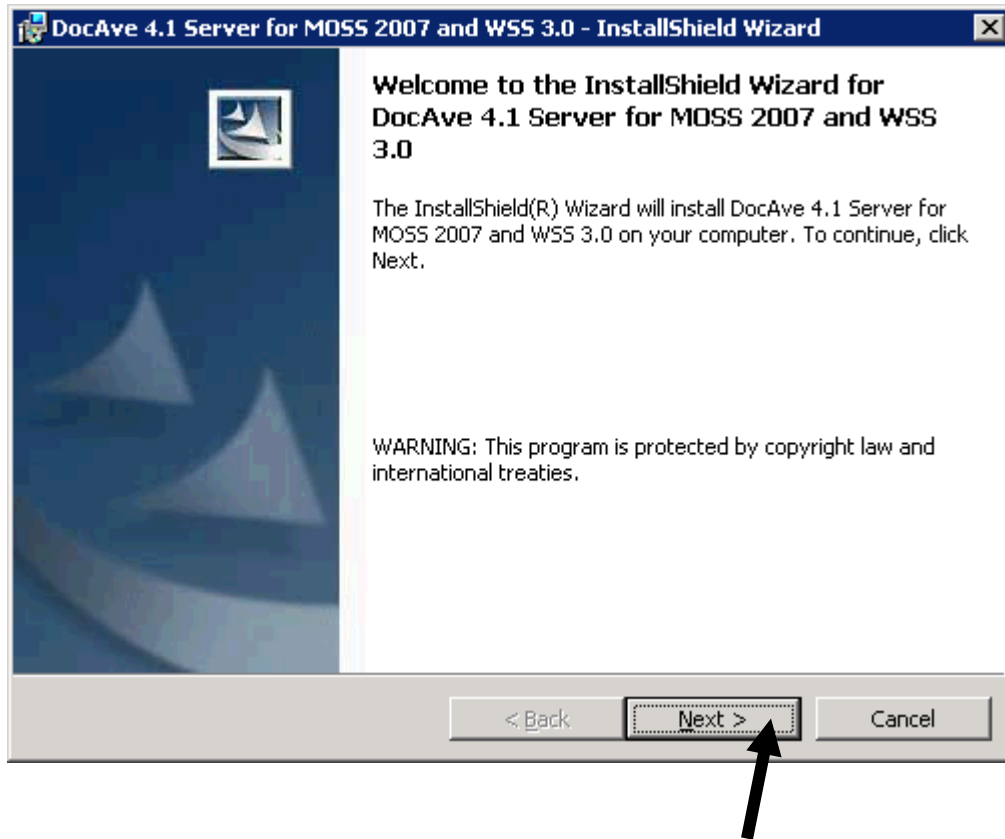 DocAve 4.1 Server for MOSS 2007 and WSS 3.0 - InstallShield Wizard
Welcome to the InstallShield Wizard for
DocAve 4.1 Server for MOSS 2007 and WSS
3.0
The InstallShield(R) Wizard will install DocAve 4.1 Server for
MOSS 2007 and WSS 3.0 on your computer. To continue, click
Next.
WARNING: This program is protected by copyright law and
international treaties.
< Back
Next >
Cancel